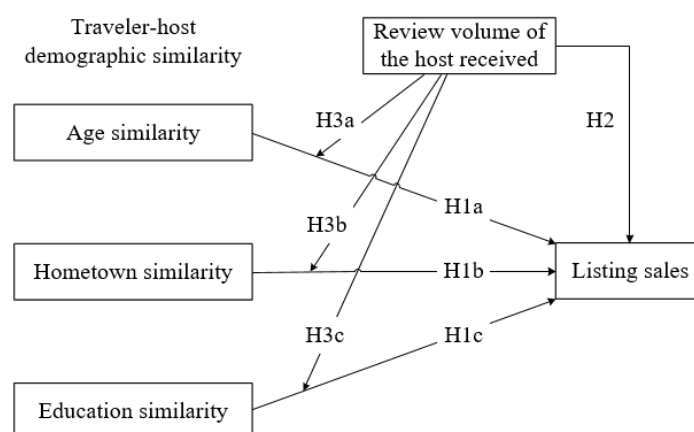 Traveler-host
demographic similarity
Review volume of
the host received
Age similarity
H3a
H2
H1a
H3b
Hometown similarity
H1b
Listing sales
H3c
H1c
Education similarity